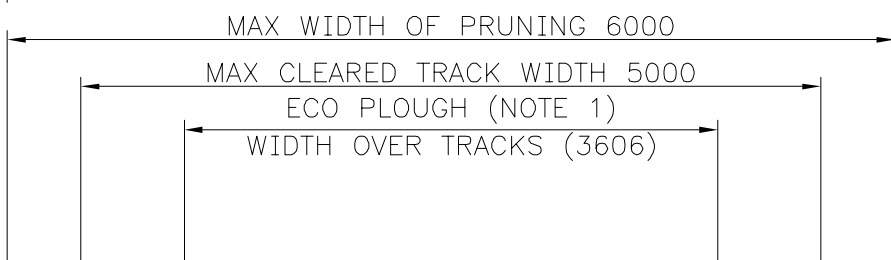 MAX WIDTH OF PRUNING 6000
MAX CLEARED TRACK WIDTH 5000
ECO PLOUGH (NOTE 1)
WIDTH OVER TRACKS (3606)